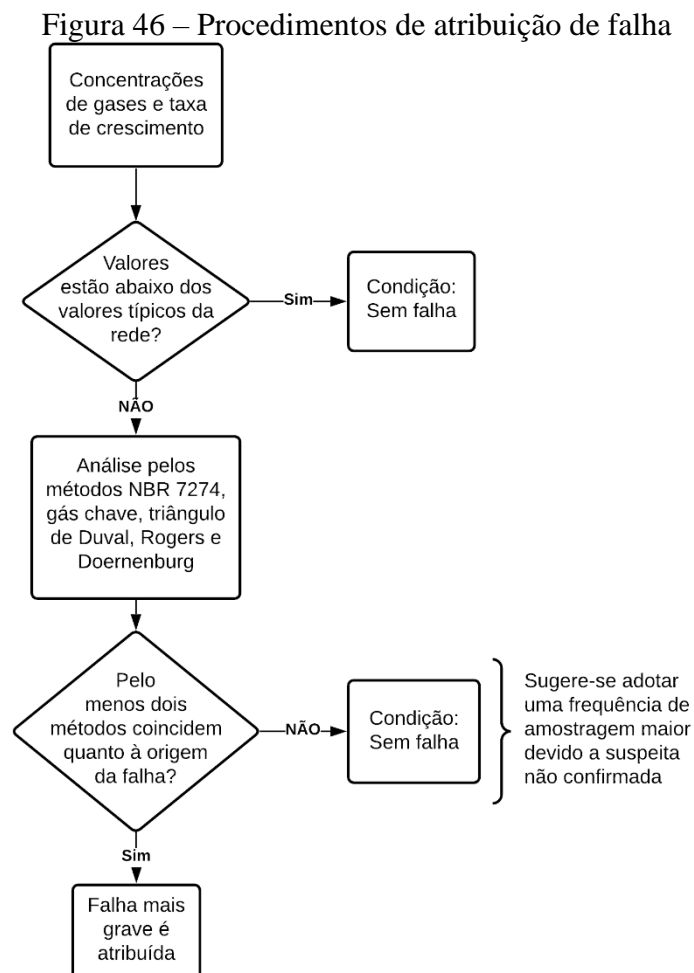 Figura 46 – Procedimentos de atribuição de falha
Concentrações
de gases e taxa
de crescimento
Valores
estão abaixo dos
valores típicos da
rede?
Sim
Condição:
Sem falha
NÃO
Análise pelos
métodos NBR 7274,
gás chave, triângulo
de Duval, Rogers e
Doernenburg
Pelo
menos dois
métodos coincidem
quanto à origem
da falha?
NÃO
Condição:
Sem falha
Sugere-se adotar
uma frequência de
amostragem maior
devido a suspeita
não confirmada
Sim
Falha mais
grave é
atribuída